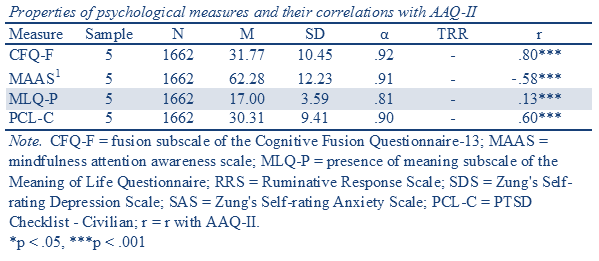 Properties of psychological measures and their correlations with AAQ-II
Measure Sample N M SD α TRR r
CFQ-F 5 1662 31.77 10.45 .92 - .80***
MAAS1 5 1662 62.28 12.23 .91 - -.58***
MLQ-P 5 1662 17.00 3.59 .81 - .13***
PCL-C 5 1662 30.31 9.41 .90 - .60***
Note. CFQ-F = fusion subscale of the Cognitive Fusion Questionnaire-13; MAAS =
mindfulness attention awareness scale; MLQ-P = presence of meaning subscale of the
Meaning of Life Questionnaire; RRS = Ruminative Response Scale; SDS = Zung's Self-
rating Depression Scale; SAS = Zung's Self-rating Anxiety Scale; PCL-C = PTSD
Checklist - Civilian; r = r with AAQ-II.
*p < .05, ***p < .001